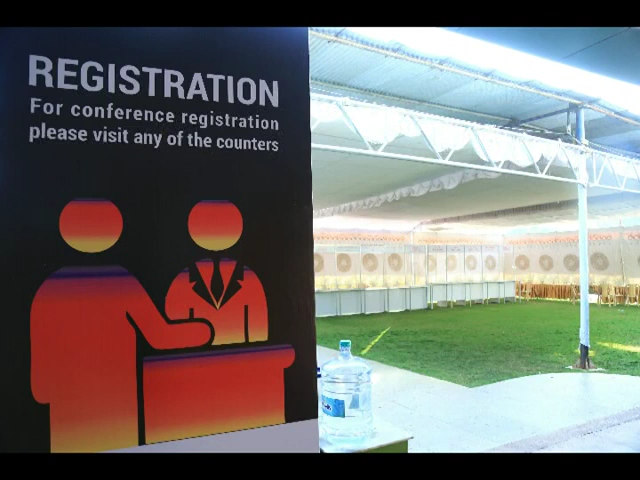 REGISTRATION
For conference registration
please visit any of the counters